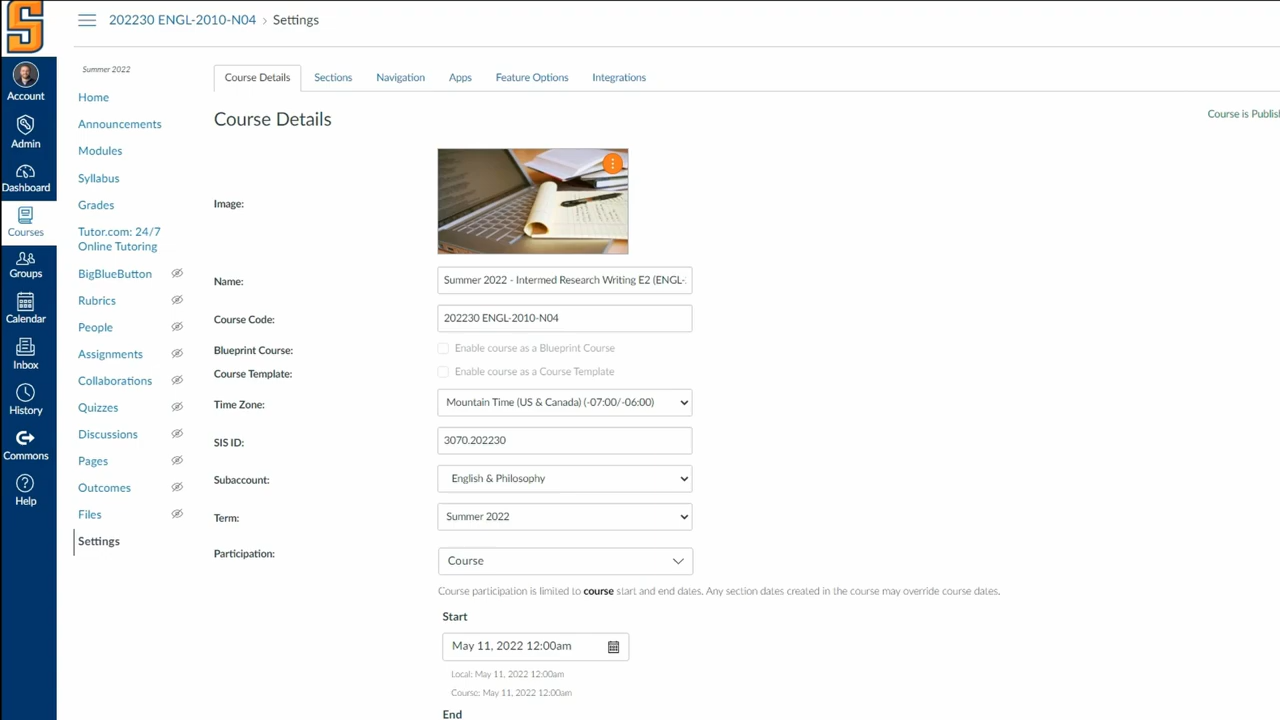 202230 ENGL-2010-N04 > Settings
Account
Admin
Dashboard
Courses
Groups
Calendar
Inbox
History
Commons
Help
Summer 2022
Home
Announcements
Modules
Syllabus
Grades
Tutor.com: 24/7
Online Tutoring
BigBlueButton
Rubrics
People
Assignments
Collaborations
Quizzes
Discussions
Pages
Outcomes
Files
Settings
Course Details Sections Navigation Apps Feature Options Integrations
Course Details
Course is Publish
Image:
Name: Summer 2022 - Intermed Research Writing E2 (ENGL-
Course Code: 202230 ENGL-2010-N04
Blueprint Course: Enable course as a Blueprint Course
Course Template: Enable course as a Course Template
Time Zone: Mountain Time (US & Canada) (-07:00/-06:00)
SIS ID: 3070.202230
Subaccount: English & Philosophy
Term: Summer 2022
Participation: Course
Course participation is limited to course start and end dates. Any section dates created in the course may override course dates.
Start
May 11, 2022 12:00am
Local: May 11, 2022 12:00am
Course: May 11, 2022 12:00am
End